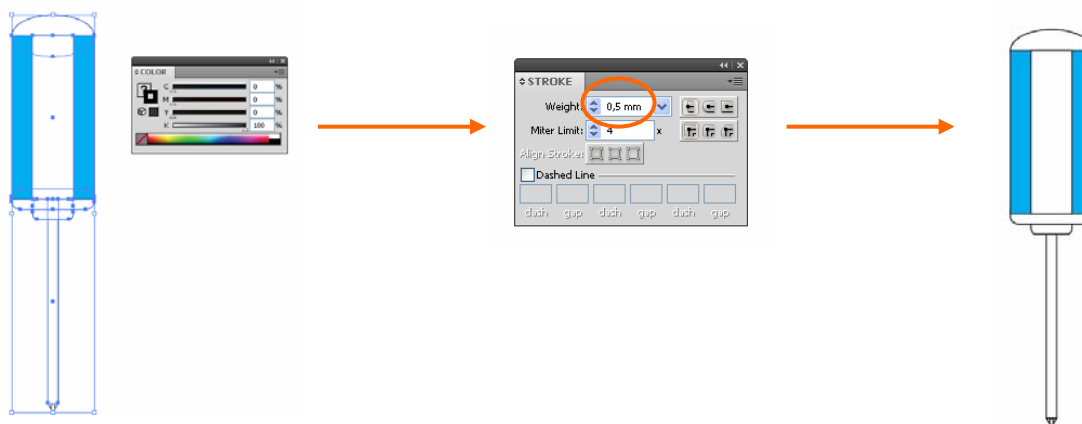 COLOR
C 0 %
M 0 %
Y 0 %
K 100 %
STROKE
Weight: 0,5 mm
Miter Limit: 4 x
Align Stroke:
Dashed Line
dash gap dash gap dash gap